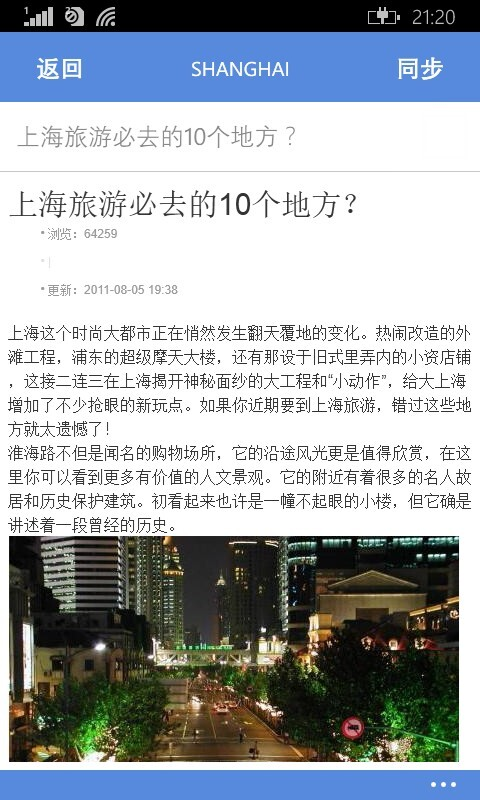 21:20
返回 SHANGHAI 同步
上海旅游必去的10个地方？
上海旅游必去的10个地方？
浏览：64259
|
更新：2011-08-05 19:38
上海这个时尚大都市正在悄然发生翻天覆地的变化。热闹改造的外
滩工程，浦东的超级摩天大楼，还有那设于旧式里弄内的小资店铺
，这接二连三在上海揭开神秘面纱的大工程和“小动作”，给大上海
增加了不少抢眼的新玩点。如果你近期要到上海旅游，错过这些地
方就太遗憾了！
淮海路不但是闻名的购物场所，它的沿途风光更是值得欣赏，在这
里你可以看到更多有价值的人文景观。它的附近有着很多的名人故
居和历史保护建筑。初看起来也许是一幢不起眼的小楼，但它确是
讲述着一段曾经的历史。